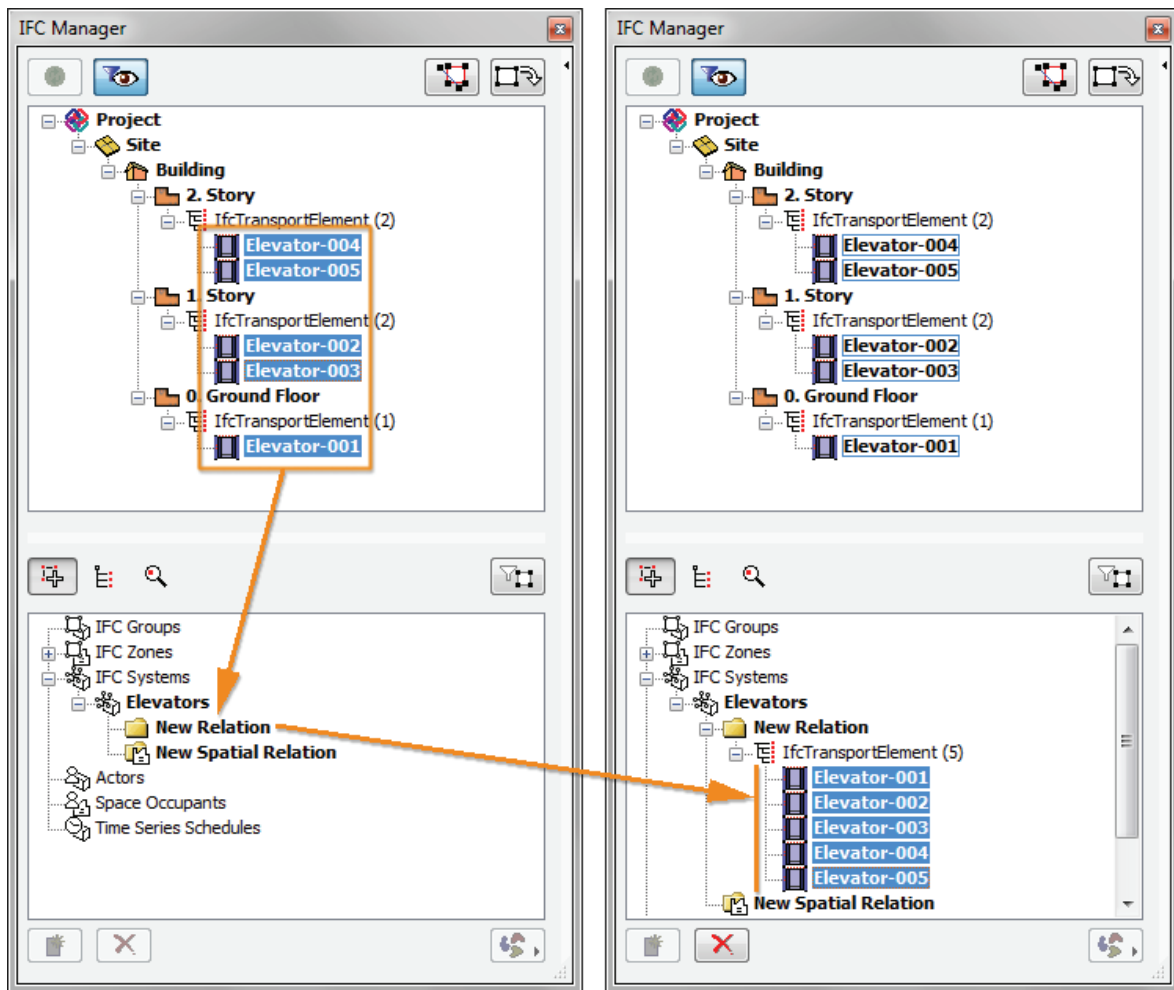 IFC Manager
Project
Site
Building
2. Story
IfcTransportElement (2)
Elevator-004
Elevator-005
1. Story
IfcTransportElement (2)
Elevator-002
Elevator-003
0. Ground Floor
IfcTransportElement (1)
Elevator-001
IFC Groups
IFC Zones
IFC Systems
Elevators
New Relation
New Spatial Relation
Actors
Space Occupants
Time Series Schedules
IFC Manager
Project
Site
Building
2. Story
IfcTransportElement (2)
Elevator-004
Elevator-005
1. Story
IfcTransportElement (2)
Elevator-002
Elevator-003
0. Ground Floor
IfcTransportElement (1)
Elevator-001
IFC Groups
IFC Zones
IFC Systems
Elevators
New Relation
IfcTransportElement (5)
Elevator-001
Elevator-002
Elevator-003
Elevator-004
Elevator-005
New Spatial Relation